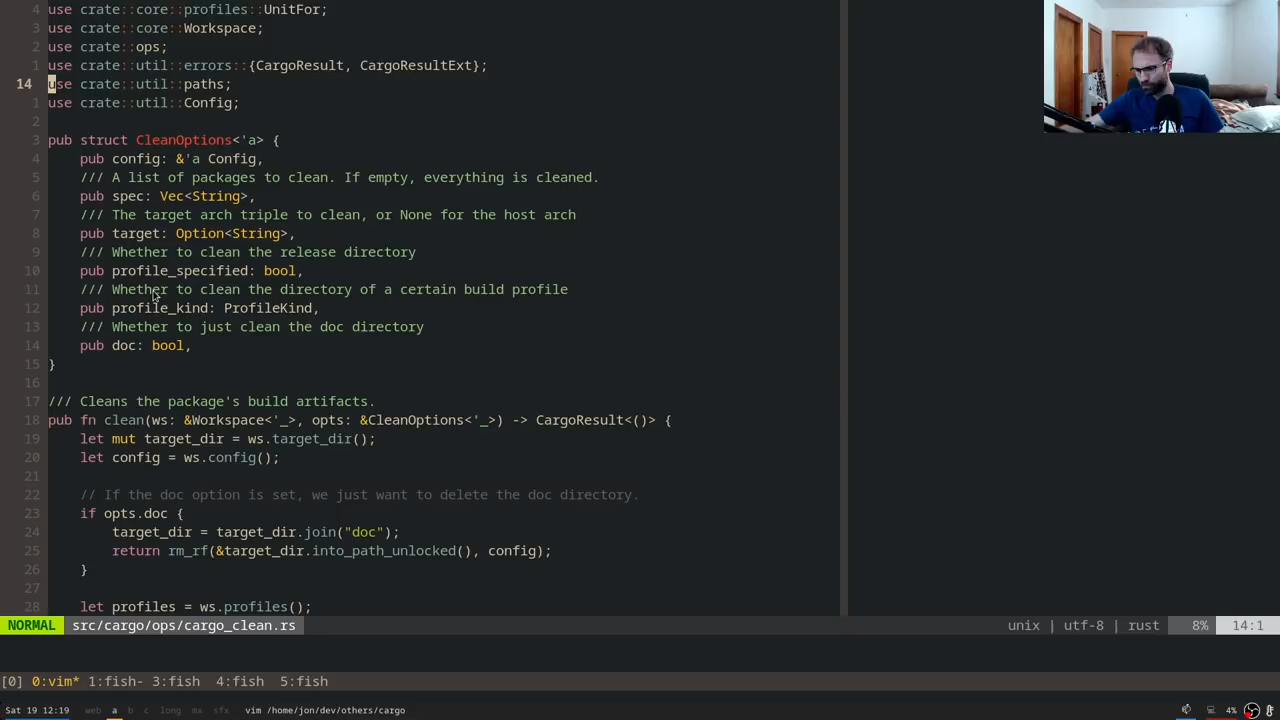 4 use crate::core::profiles::UnitFor;
3 use crate::core::Workspace;
2 use crate::ops;
1 use crate::util::errors::{CargoResult, CargoResultExt};
14 use crate::util::paths;
1 use crate::util::Config;
2
3 pub struct CleanOptions<'a> {
4 pub config: &'a Config,
5 /// A list of packages to clean. If empty, everything is cleaned.
6 pub spec: Vec<String>,
7 /// The target arch triple to clean, or None for the host arch
8 pub target: Option<String>,
9 /// Whether to clean the release directory
10 pub profile_specified: bool,
11 /// Whether to clean the directory of a certain build profile
12 pub profile_kind: ProfileKind,
13 /// Whether to just clean the doc directory
14 pub doc: bool,
15 }
16
17 /// Cleans the package's build artifacts.
18 pub fn clean(ws: &Workspace<'_>, opts: &CleanOptions<'_>) -> CargoResult<()> {
19 let mut target_dir = ws.target_dir();
20 let config = ws.config();
21
22 // If the doc option is set, we just want to delete the doc directory.
23 if opts.doc {
24 target_dir = target_dir.join("doc");
25 return rm_rf(&target_dir.into_path_unlocked(), config);
26 }
27
28 let profiles = ws.profiles();
NORMAL src/cargo/ops/cargo_clean.rs unix | utf-8 | rust 8% 14:1
[0] 0:vim* 1:fish- 3:fish 4:fish 5:fish
Sat 19 12:19 web a b c long mx sfx vim /home/jon/dev/others/cargo 4%